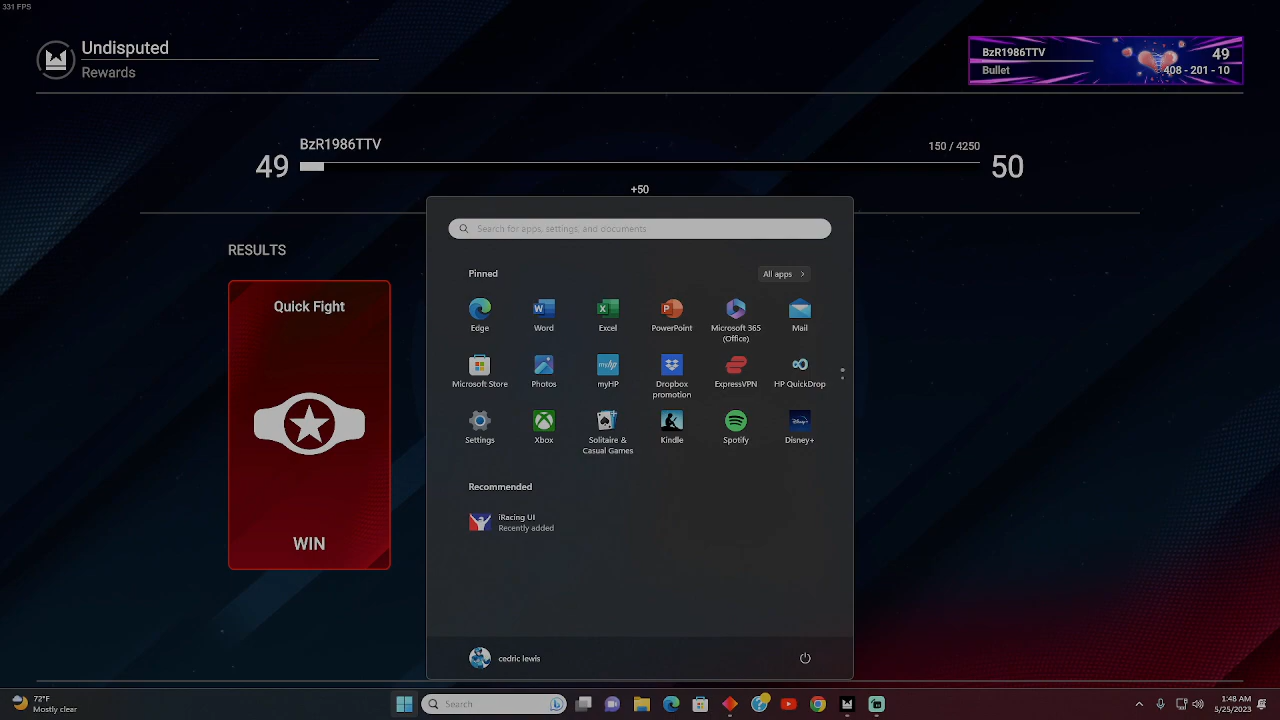 331 FPS
Undisputed
Rewards
BzR1986TTV
49
Bullet
408 - 201 - 10
BzR1986TTV
150 / 4250
49
50
+50
Search for apps, settings, and documents
RESULTS
Pinned
All apps
Quick Fight
Edge
Word
Excel
PowerPoint
Microsoft 365
(Office)
Mail
Microsoft Store
Photos
myHP
Dropbox
promotion
ExpressVPN
HP QuickDrop
Settings
Xbox
Solitaire &
Casual Games
Kindle
Spotify
Disney+
Recommended
iRacing UI
Recently added
WIN
cedric lewis
72°F
Mostly clear
Search
1:48 AM
5/25/2023